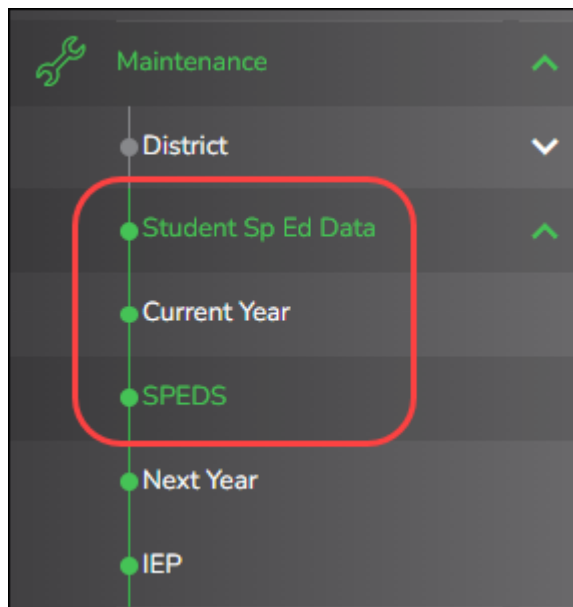 Maintenance
District
Student Sp Ed Data
Current Year
SPEDS
Next Year
IEP